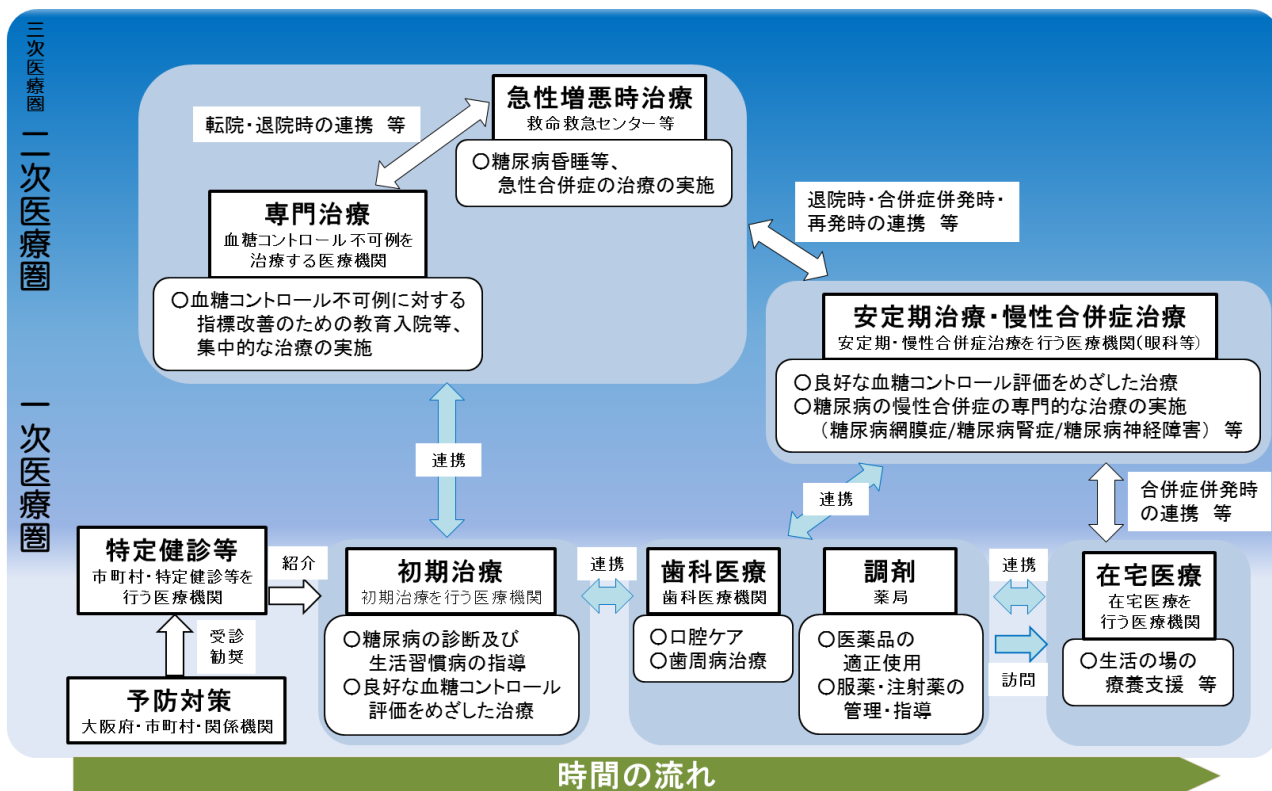 三次医療圏
二次医療圏
一次医療圏
急性増悪時治療
救命救急センター等
○糖尿病昏睡等、
急性合併症の治療の実施
転院・退院時の連携 等
専門治療
血糖コントロール不可例を
治療する医療機関
○血糖コントロール不可例に対する
指標改善のための教育入院等、
集中的な治療の実施
退院時・合併症併発時・
再発時の連携 等
安定期治療・慢性合併症治療
安定期・慢性合併症治療を行う医療機関(眼科等)
○良好な血糖コントロール評価をめざした治療
○糖尿病の慢性合併症の専門的な治療の実施
(糖尿病網膜症/糖尿病腎症/糖尿病神経障害) 等
連携
連携
合併症併発時
の連携 等
特定健診等
市町村・特定健診等を
行う医療機関
紹介
受診
勧奨
予防対策
大阪府・市町村・関係機関
初期治療
初期治療を行う医療機関
○糖尿病の診断及び
生活習慣病の指導
○良好な血糖コントロール
評価をめざした治療
連携
歯科医療
歯科医療機関
○口腔ケア
○歯周病治療
調剤
薬局
○医薬品の
適正使用
○服薬・注射薬の
管理・指導
連携
訪問
在宅医療
在宅医療を
行う医療機関
○生活の場の
療養支援 等
時間の流れ